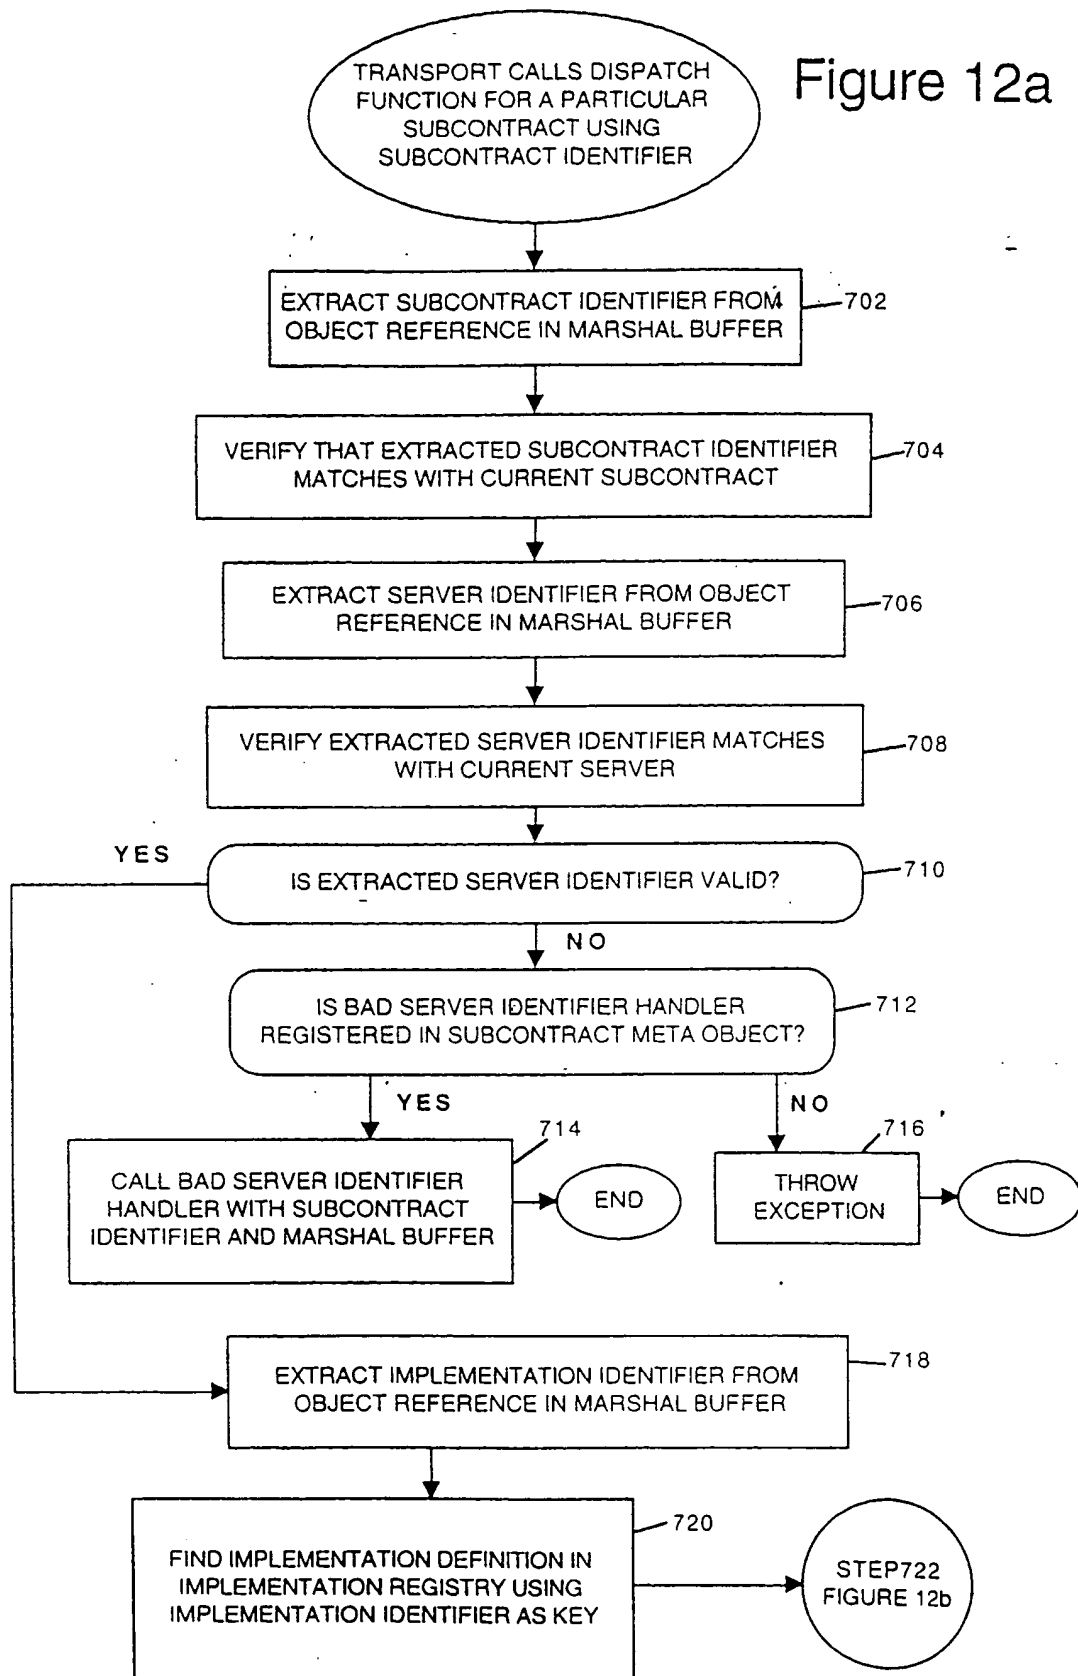 Figure 12a
TRANSPORT CALLS DISPATCH
FUNCTION FOR A PARTICULAR
SUBCONTRACT USING
SUBCONTRACT IDENTIFIER
EXTRACT SUBCONTRACT IDENTIFIER FROM
OBJECT REFERENCE IN MARSHAL BUFFER
702
VERIFY THAT EXTRACTED SUBCONTRACT IDENTIFIER
MATCHES WITH CURRENT SUBCONTRACT
704
EXTRACT SERVER IDENTIFIER FROM OBJECT
REFERENCE IN MARSHAL BUFFER
706
VERIFY EXTRACTED SERVER IDENTIFIER MATCHES
WITH CURRENT SERVER
708
YES
IS EXTRACTED SERVER IDENTIFIER VALID?
710
NO
IS BAD SERVER IDENTIFIER HANDLER
REGISTERED IN SUBCONTRACT META OBJECT?
712
YES
NO
714
716
CALL BAD SERVER IDENTIFIER
HANDLER WITH SUBCONTRACT
IDENTIFIER AND MARSHAL BUFFER
END
THROW
EXCEPTION
END
EXTRACT IMPLEMENTATION IDENTIFIER FROM
OBJECT REFERENCE IN MARSHAL BUFFER
718
720
FIND IMPLEMENTATION DEFINITION IN
IMPLEMENTATION REGISTRY USING
IMPLEMENTATION IDENTIFIER AS KEY
STEP722
FIGURE 12b